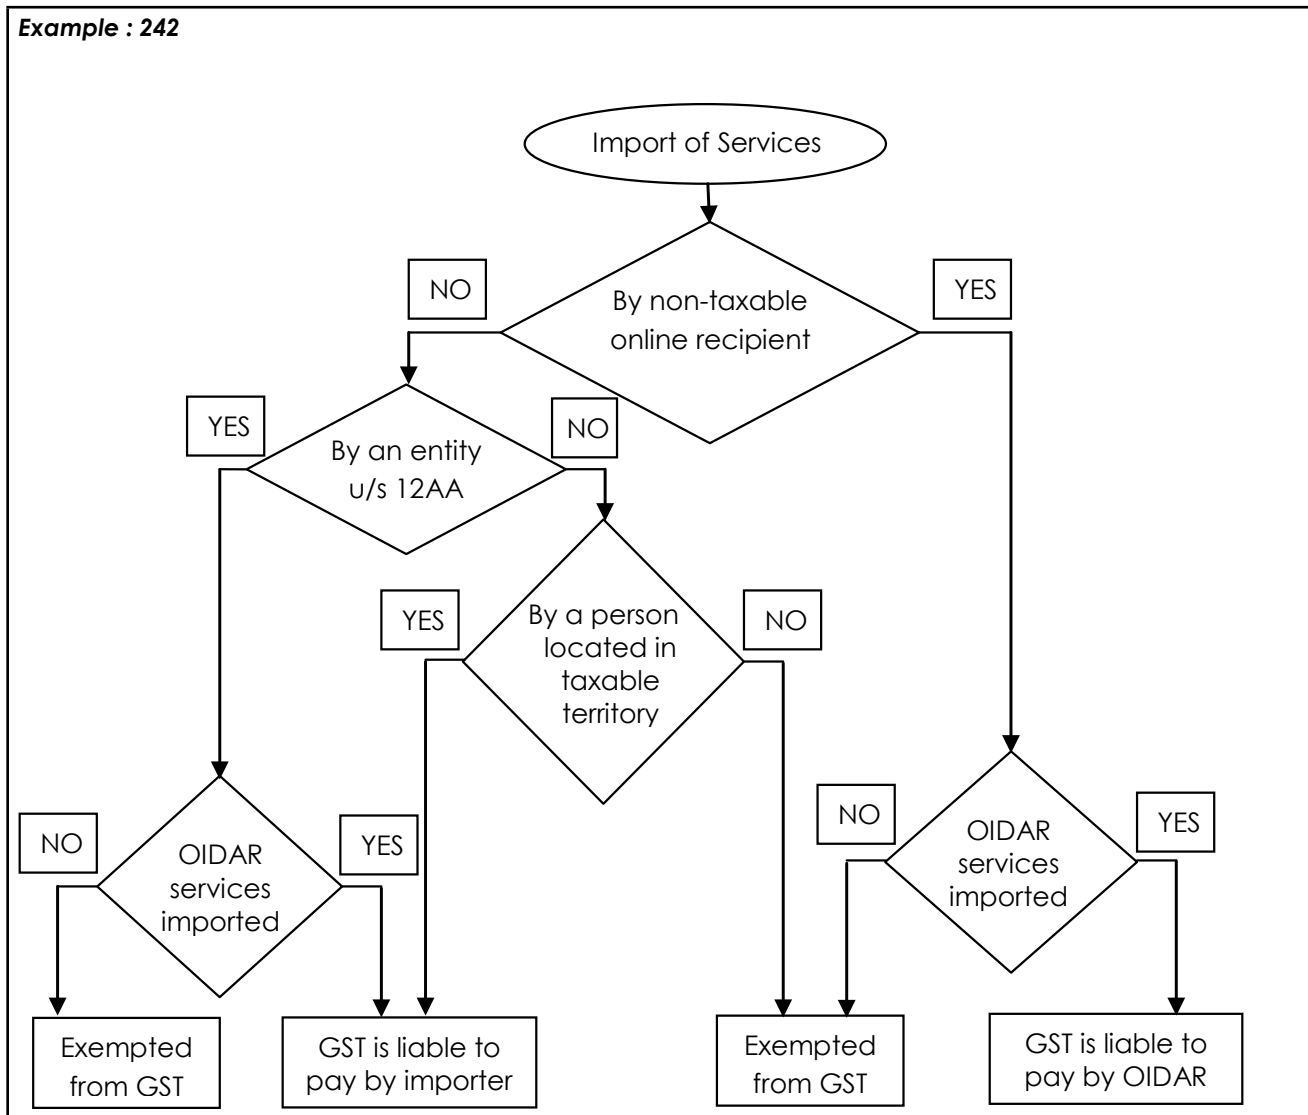 Example : 242
Import of Services
NO
YES
By non-taxable
online recipient
YES
NO
By an entity
u/s 12AA
YES
NO
By a person
located in
taxable
territory
NO
YES
OIDAR
services
imported
NO
YES
OIDAR
services
imported
Exempted
from GST
GST is liable to
pay by importer
Exempted
from GST
GST is liable to
pay by OIDAR